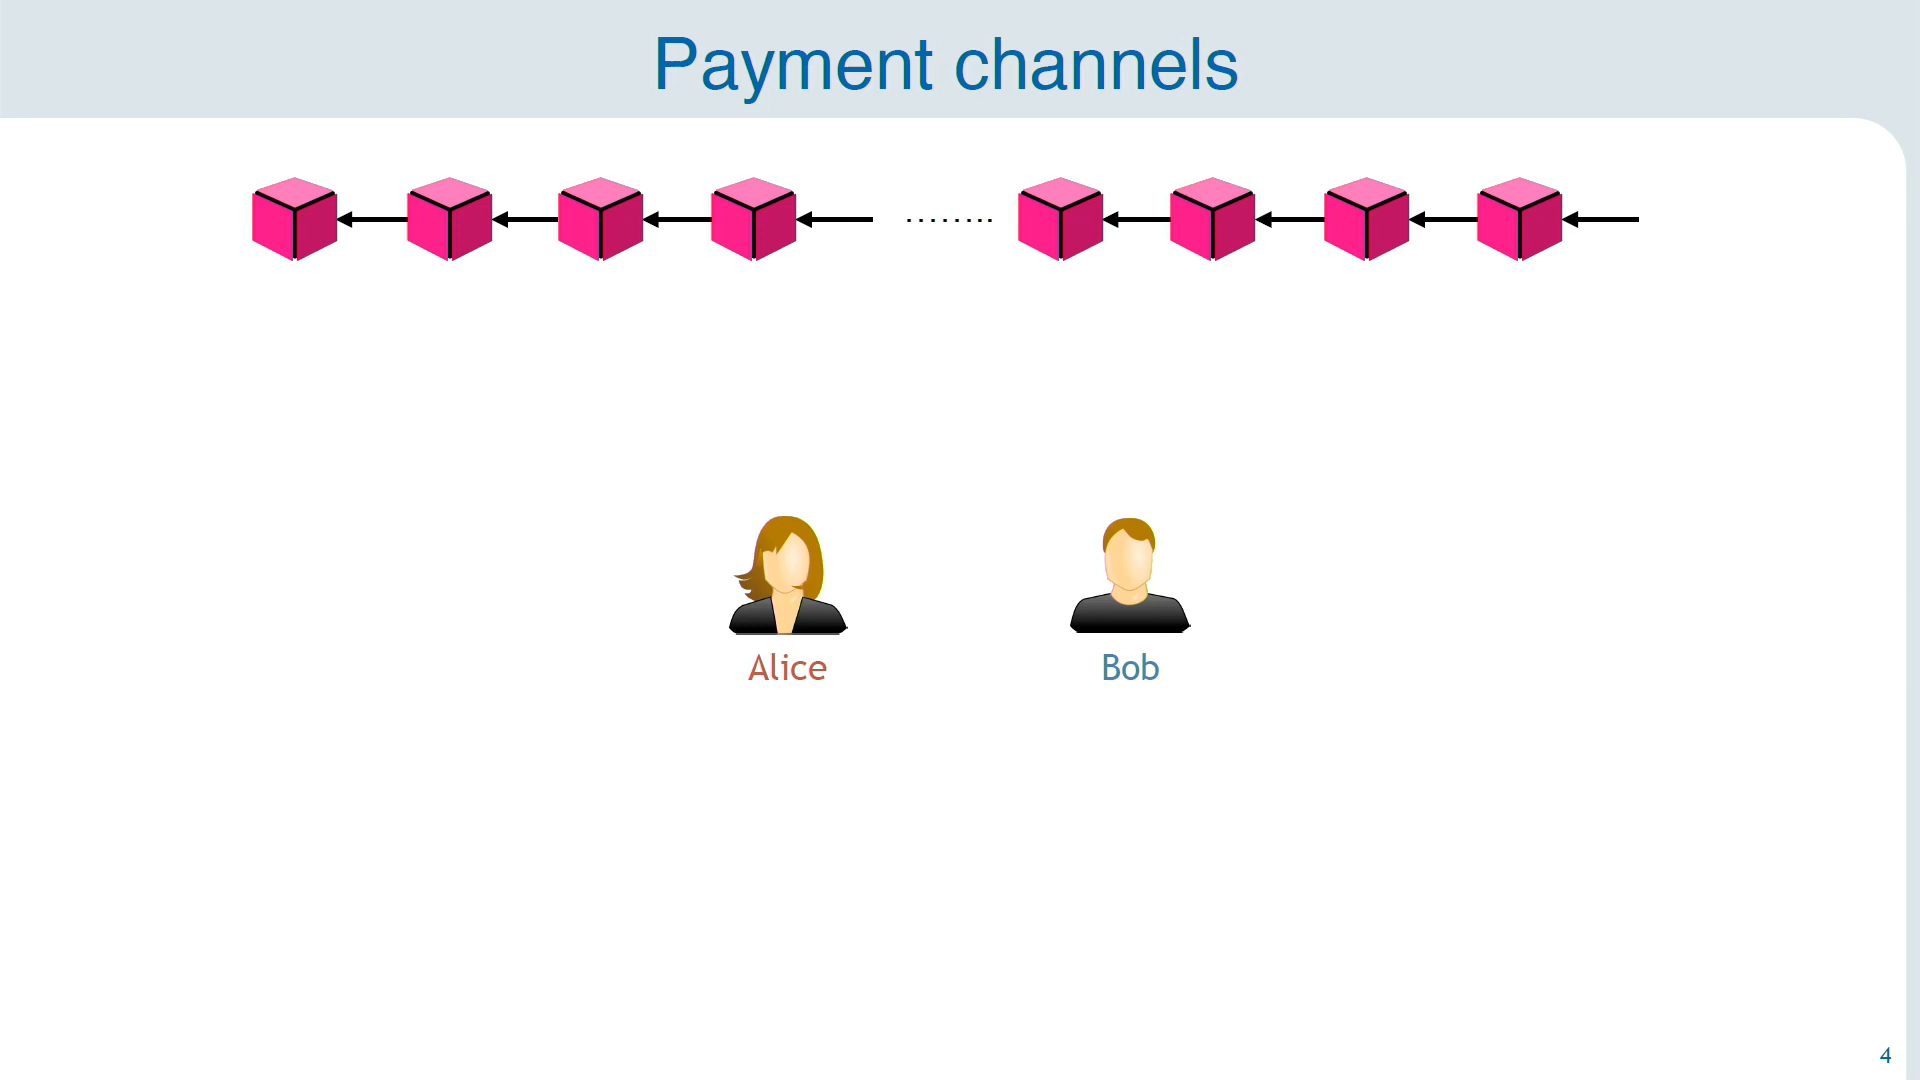 Payment channels
........
Alice
Bob
4